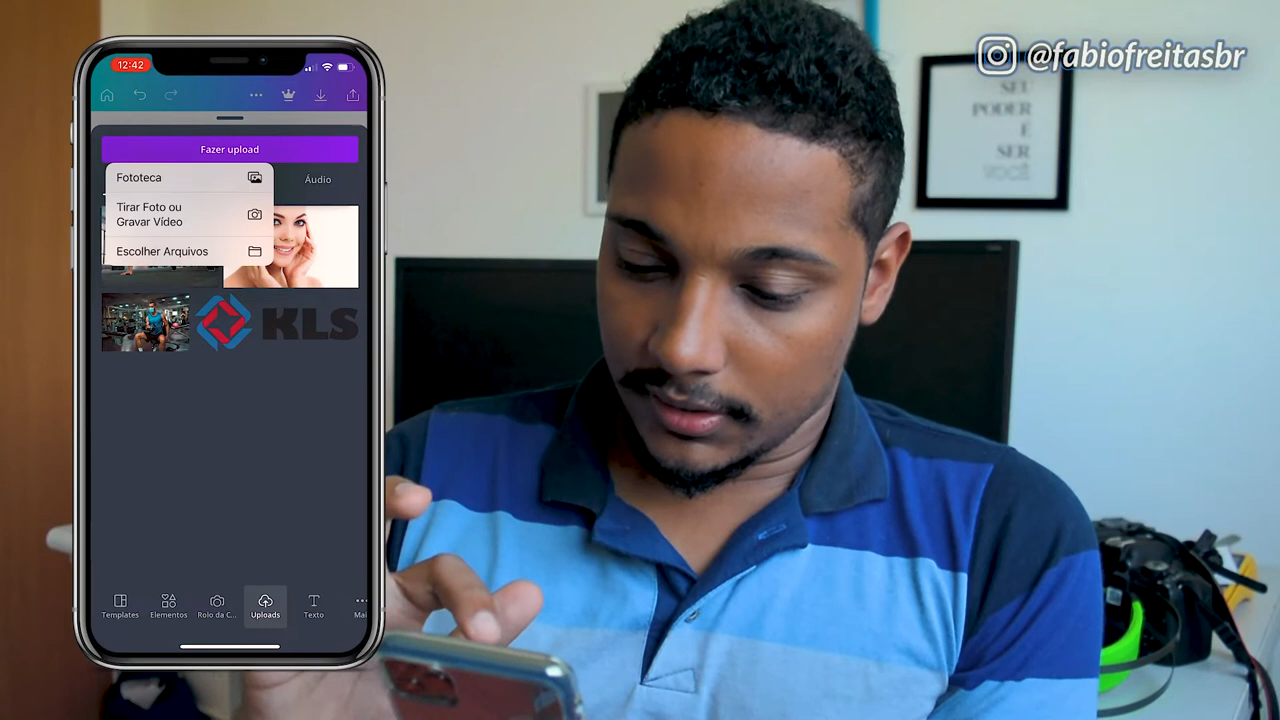 12:42
Fazer upload
Fototeca
Tirar Foto ou
Gravar Vídeo
Escolher Arquivos
Áudio
KLS
Templates
Elementos
Rolo da C...
Uploads
Texto
@fabiofreitasbr
SEU
PODER
É
SER
VOCÊ